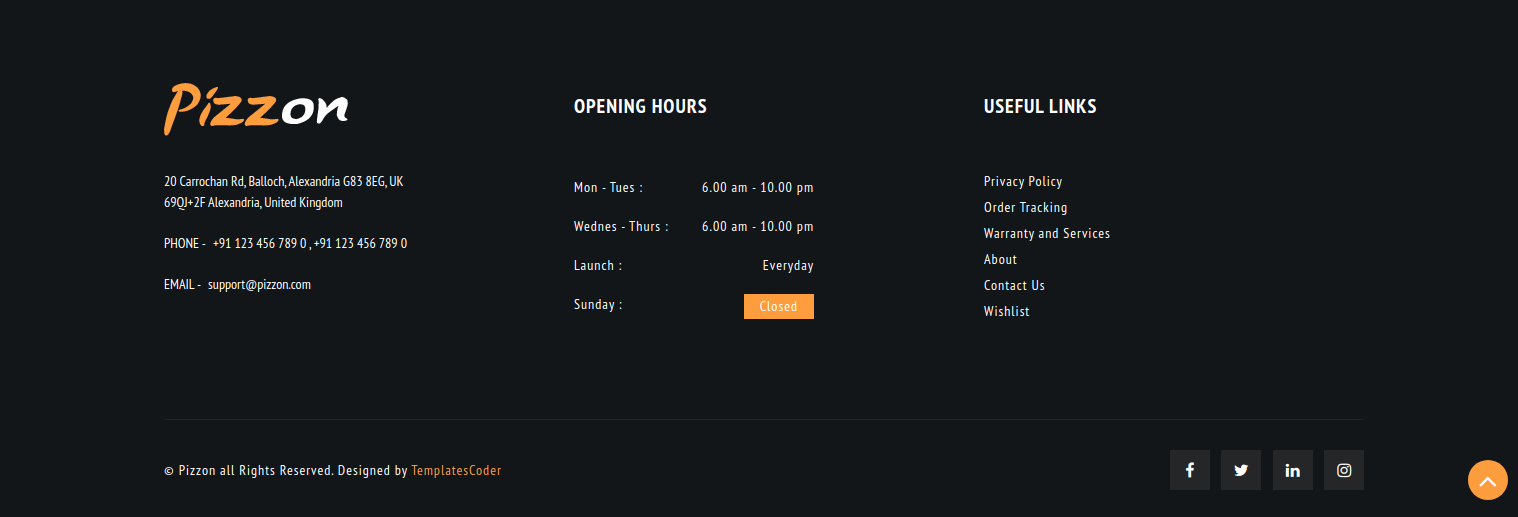 Pizzon
20 Carrochan Rd, Balloch, Alexandria G83 8EG, UK
69QJ+2F Alexandria, United Kingdom
PHONE - +91 123 456 789 0 , +91 123 456 789 0
EMAIL - support@pizzon.com
OPENING HOURS
Mon - Tues : 6.00 am - 10.00 pm
Wednes - Thurs : 6.00 am - 10.00 pm
Launch : Everyday
Sunday : Closed
USEFUL LINKS
Privacy Policy
Order Tracking
Warranty and Services
About
Contact Us
Wishlist
© Pizzon all Rights Reserved. Designed by TemplatesCoder